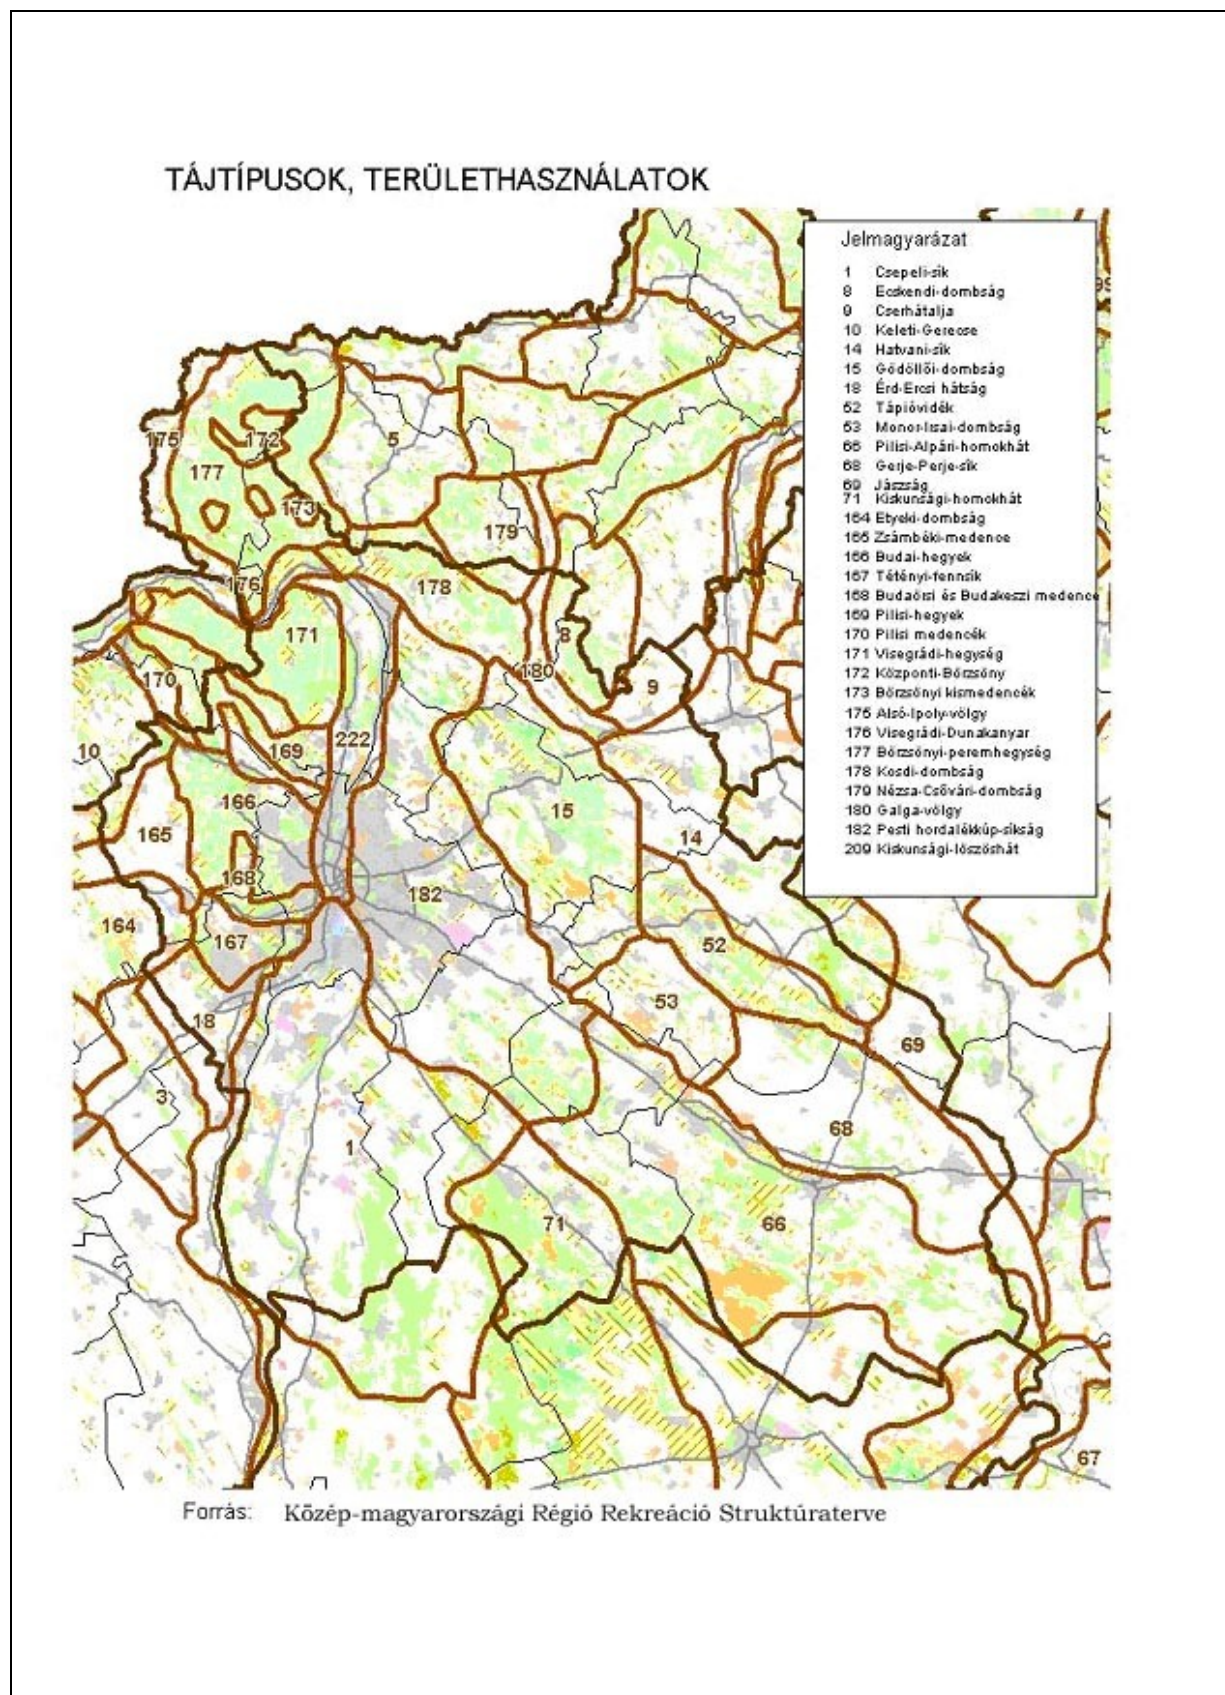 TÁJTÍPUSOK, TERÜLETHASZNÁLATOK
Jelmagyarázat
1 Csepeli-sík
8 Ecskendi-dombság
9 Cserhátalja
10 Keleti-Gerecse
14 Hatvani-sík
15 Gödöllői-dombság
18 Érd-Ercsi hátság
52 Tápióvidék
53 Monor-Irsai-dombság
66 Pilisi-Alpári-homokhát
68 Gerje-Perje-sík
69 Jászság
71 Kiskunsági-homokhát
164 Etyeki-dombság
165 Zsámbéki-medence
166 Budai-hegyek
167 Tétényi-fennsík
168 Budaörsi és Budakeszi medence
169 Pilisi-hegyek
170 Pilisi medencék
171 Visegrádi-hegység
172 Központi-Börzsöny
173 Börzsönyi kismedencék
175 Alsó-Ipoly-völgy
176 Visegrádi-Dunakanyar
177 Börzsönyi-peremhegység
178 Kosdi-dombság
179 Nézsa-Csővári-dombság
180 Galga-völgy
182 Pesti hordalékkúp-síkság
209 Kiskunsági-löszöshát
175
172
5
177
173
179
176
178
171
8
170
180
9
10
169
222
166
15
165
14
168
182
164
167
52
53
18
69
3
68
1
71
66
67
Forrás: Közép-magyarországi Régió Rekreáció Struktúraterve